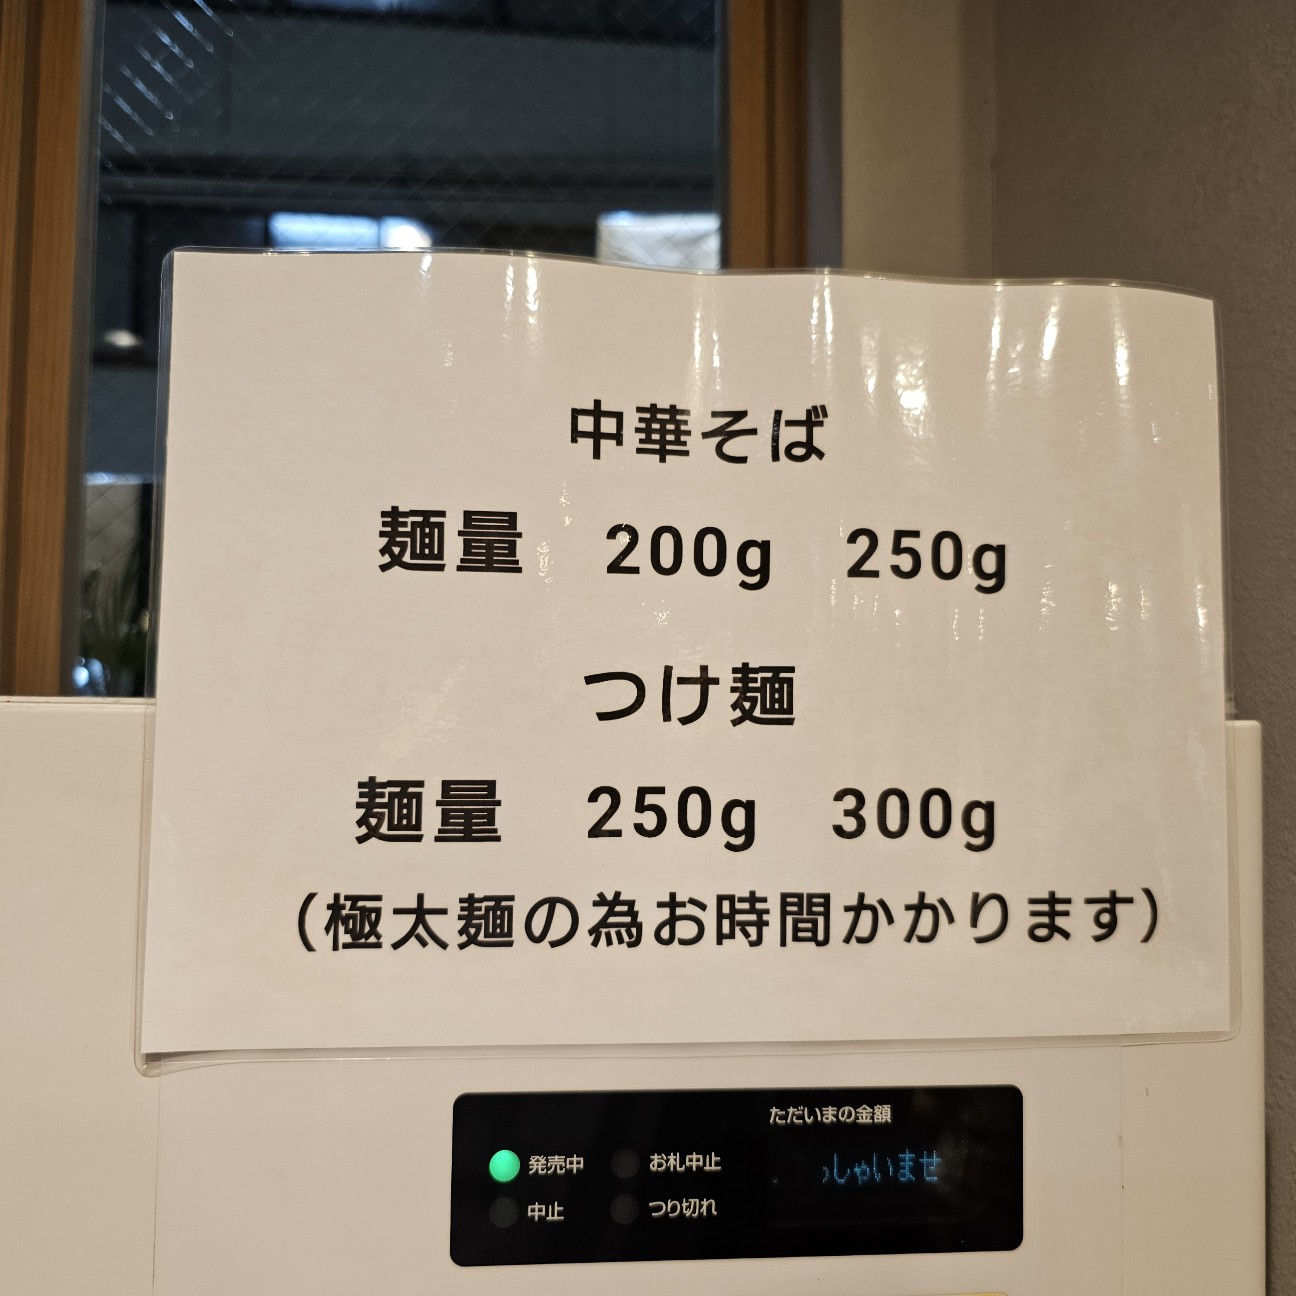 中華そば
麺量　200g　250g
つけ麺
麺量　250g　300g
（極太麺の為お時間かかります）
ただいまの金額
発売中　お札中止
っしゃいませ
中止　つり切れ